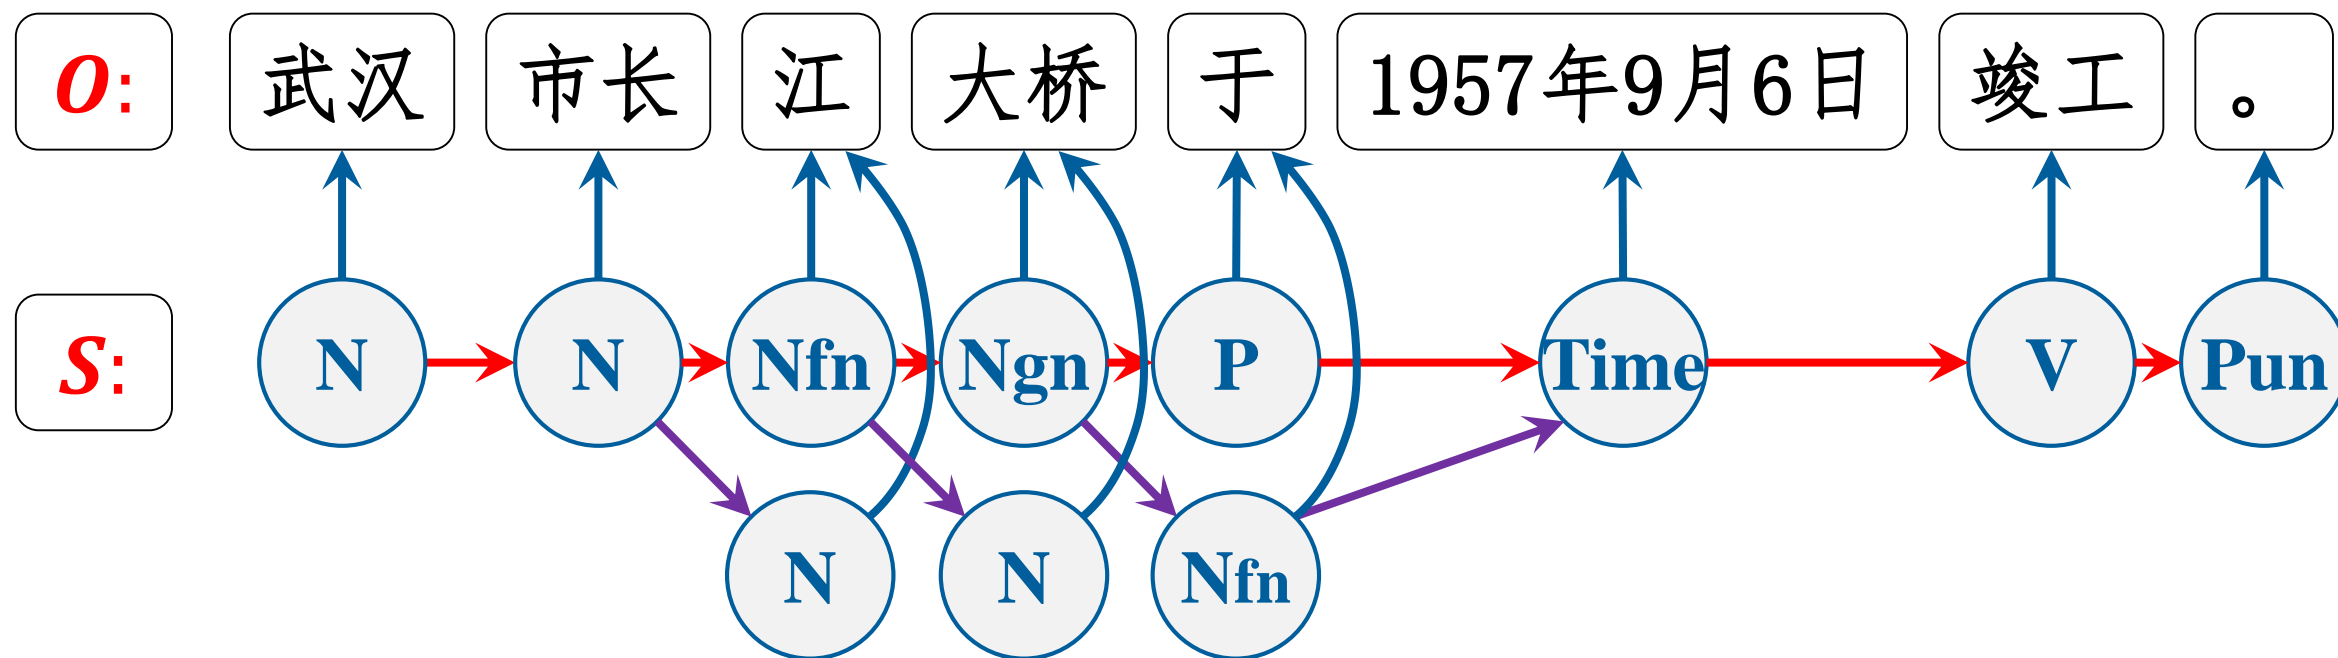 O: 武汉 市长 江 大桥 于 1957年9月6日 竣工 。
S: N N Nfn Ngn P Time V Pun
N N Nfn